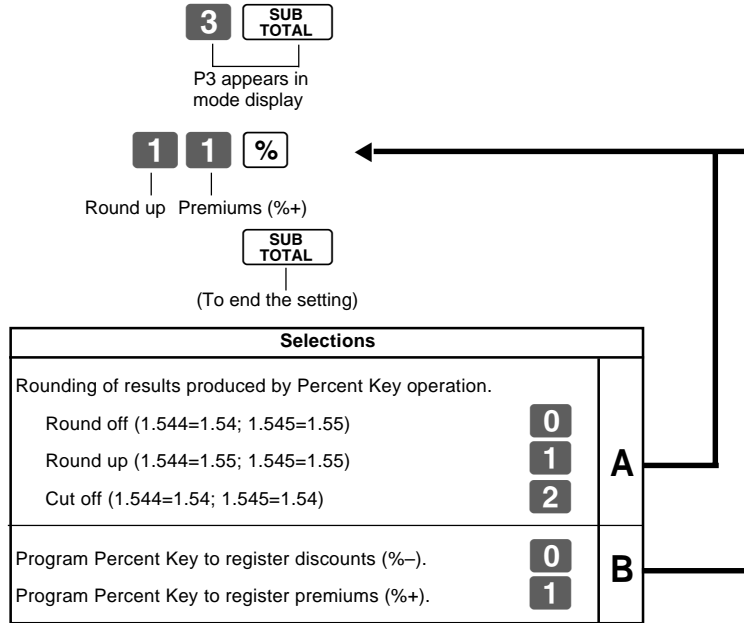 3 SUB TOTAL
P3 appears in
mode display
1 1 %
Round up Premiums (%+)
SUB TOTAL
(To end the setting)
Selections
Rounding of results produced by Percent Key operation.
Round off (1.544=1.54; 1.545=1.55) 0
Round up (1.544=1.55; 1.545=1.55) 1
Cut off (1.544=1.54; 1.545=1.54) 2
A
Program Percent Key to register discounts (%–). 0
Program Percent Key to register premiums (%+). 1
B